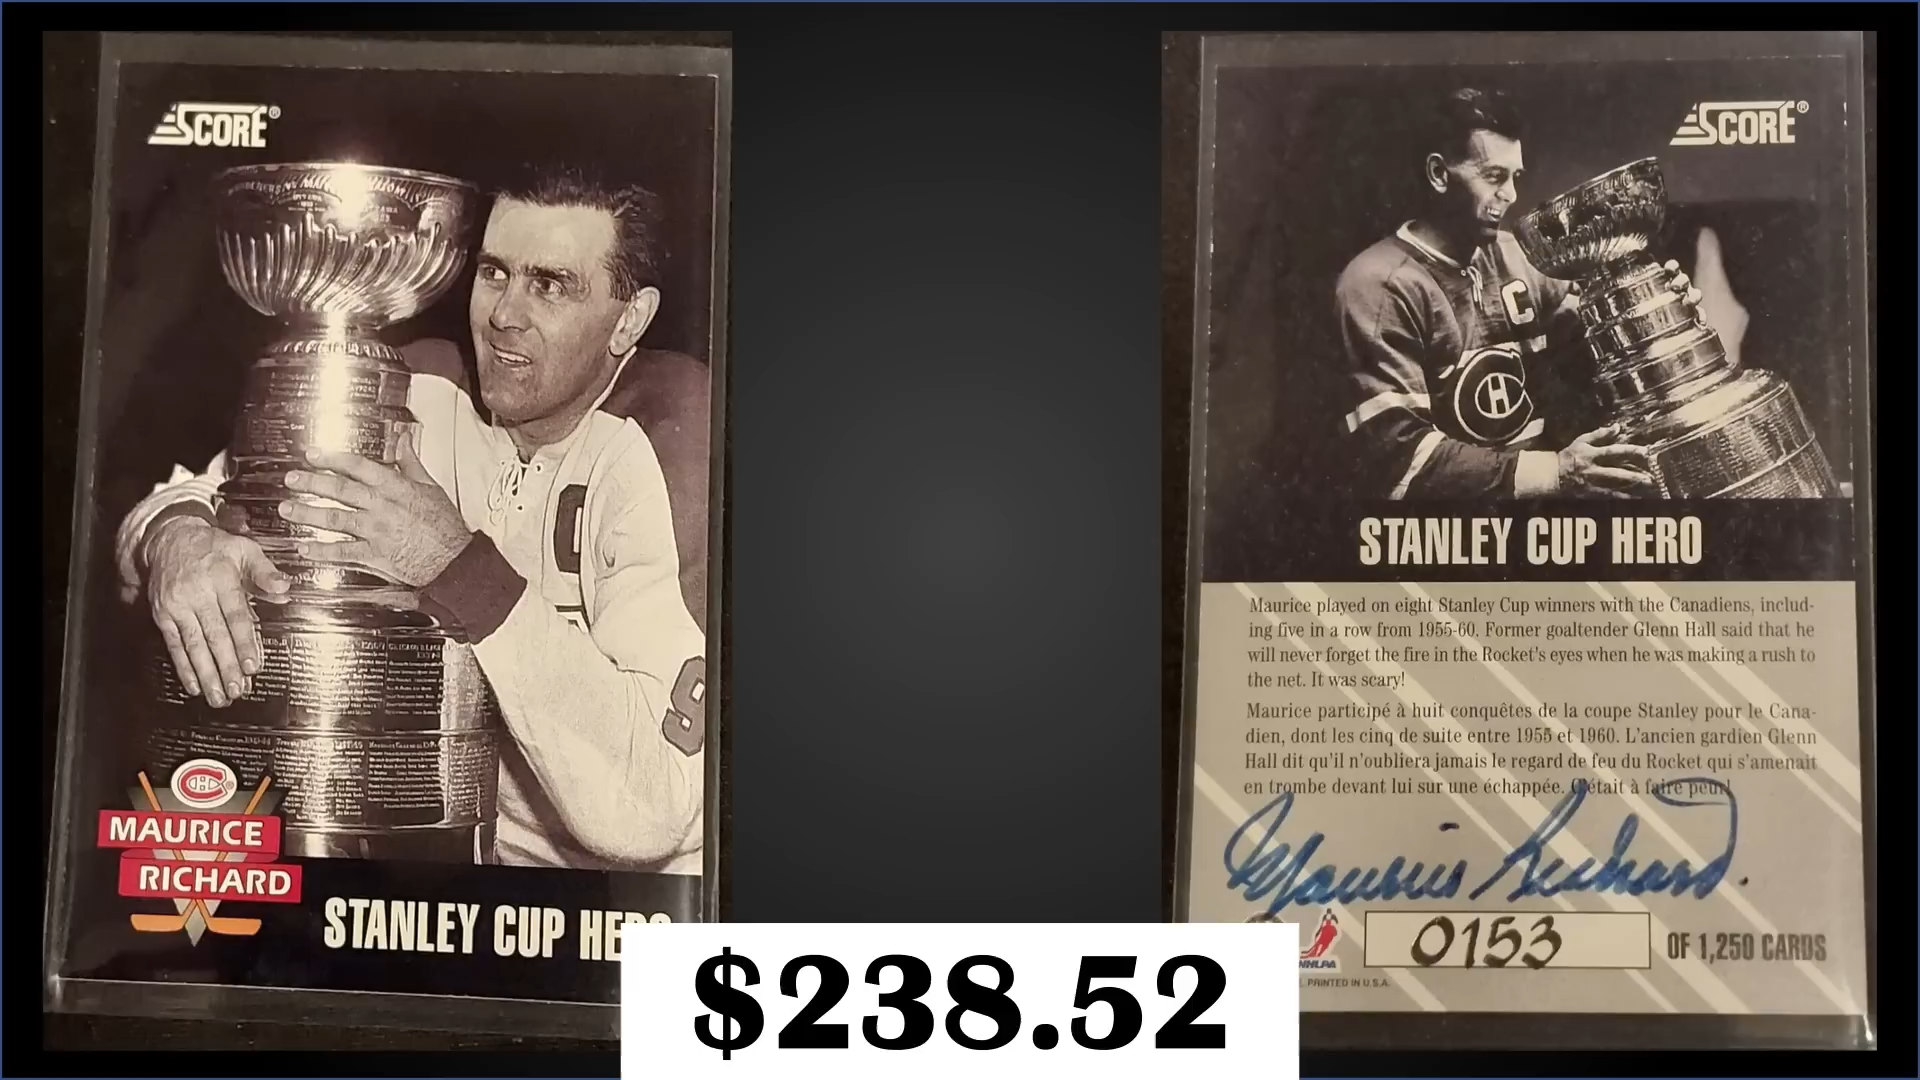 SCORE®
MAURICE
RICHARD
STANLEY CUP HERO
SCORE®
C
STANLEY CUP HERO
Maurice played on eight Stanley Cup winners with the Canadiens, includ-
ing five in a row from 1955-60. Former goaltender Glenn Hall said that he
will never forget the fire in the Rocket's eyes when he was making a rush to
the net. It was scary!
Maurice participé à huit conquêtes de la coupe Stanley pour le Cana-
dien, dont les cinq de suite entre 1955 et 1960. L'ancien gardien Glenn
Hall dit qu'il n'oubliera jamais le regard de feu du Rocket qui s'amenait
en trombe devant lui sur une échappée. C'était à faire peur!
Maurice Richard
NHLPA
0153
OF 1,250 CARDS
PRINTED IN U.S.A.
$238.52